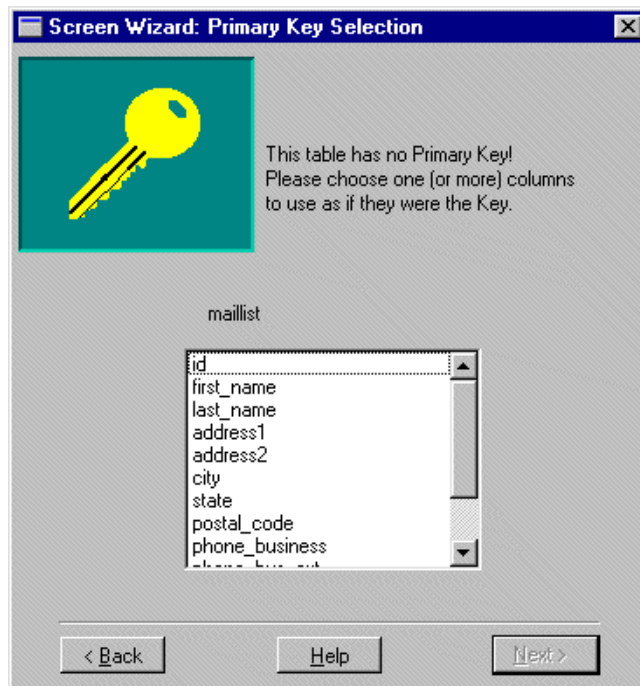 Screen Wizard: Primary Key Selection
This table has no Primary Key!
Please choose one (or more) columns
to use as if they were the Key.
maillist
id
first_name
last_name
address1
address2
city
state
postal_code
phone_business
< Back
Help
Next >